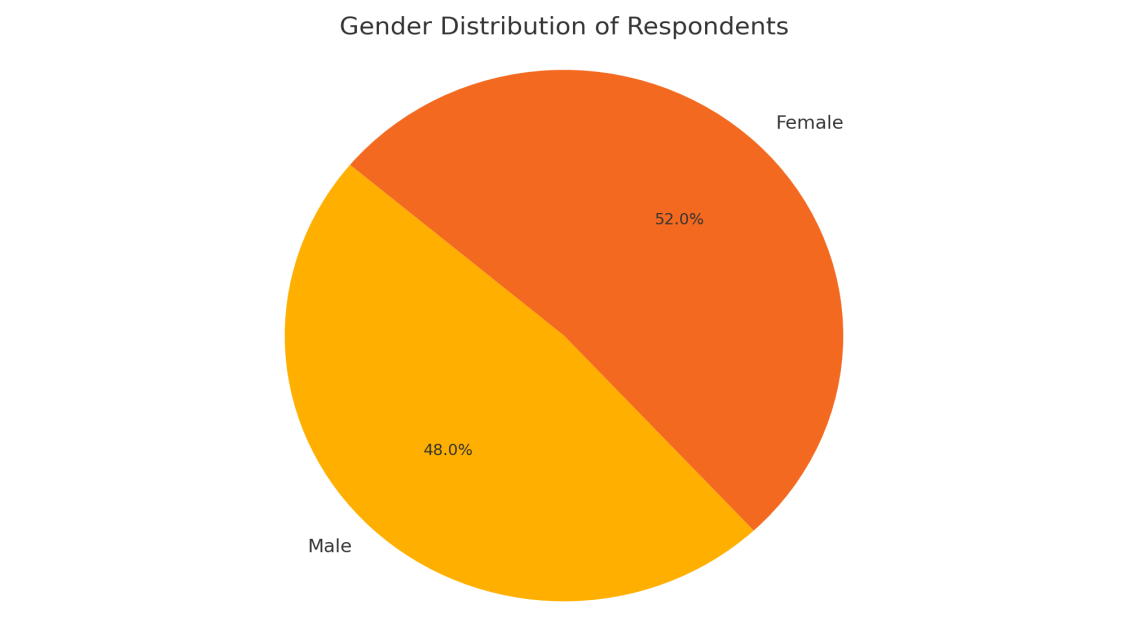 Gender Distribution of Respondents
Female
52.0%
48.0%
Male